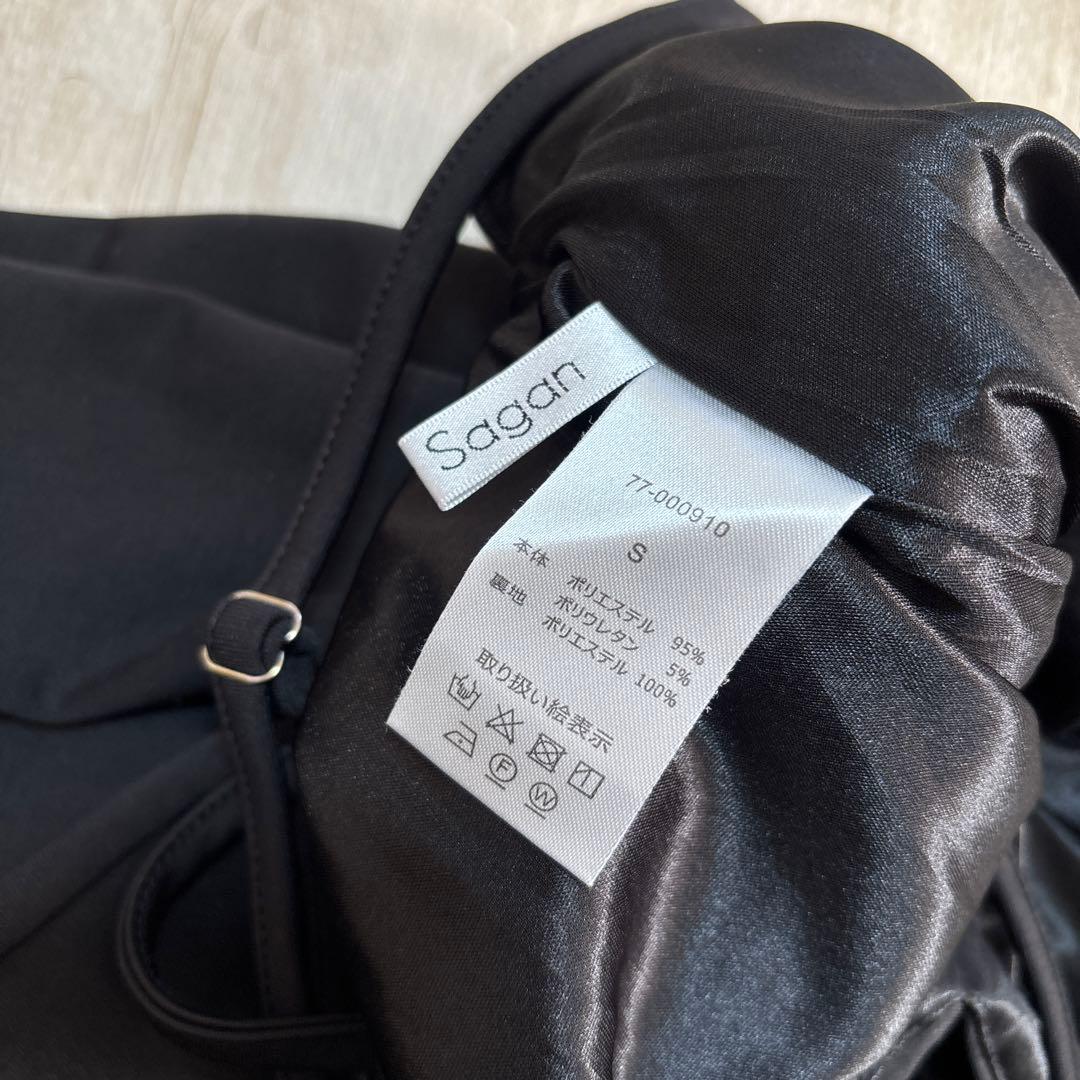 Sagan
77-000910
S
本体 ポリエステル 95%
ポリウレタン 5%
裏地 ポリエステル 100%
取り扱い絵表示
F W